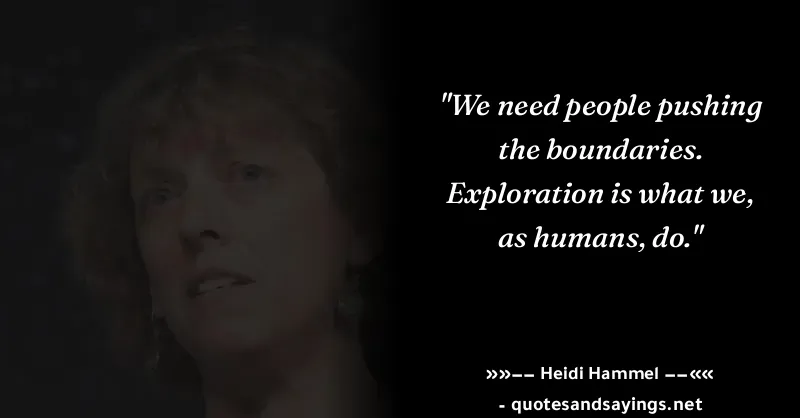 "We need people pushing
the boundaries.
Exploration is what we,
as humans, do."
»»−− Heidi Hammel −−««
- quotesandsayings.net